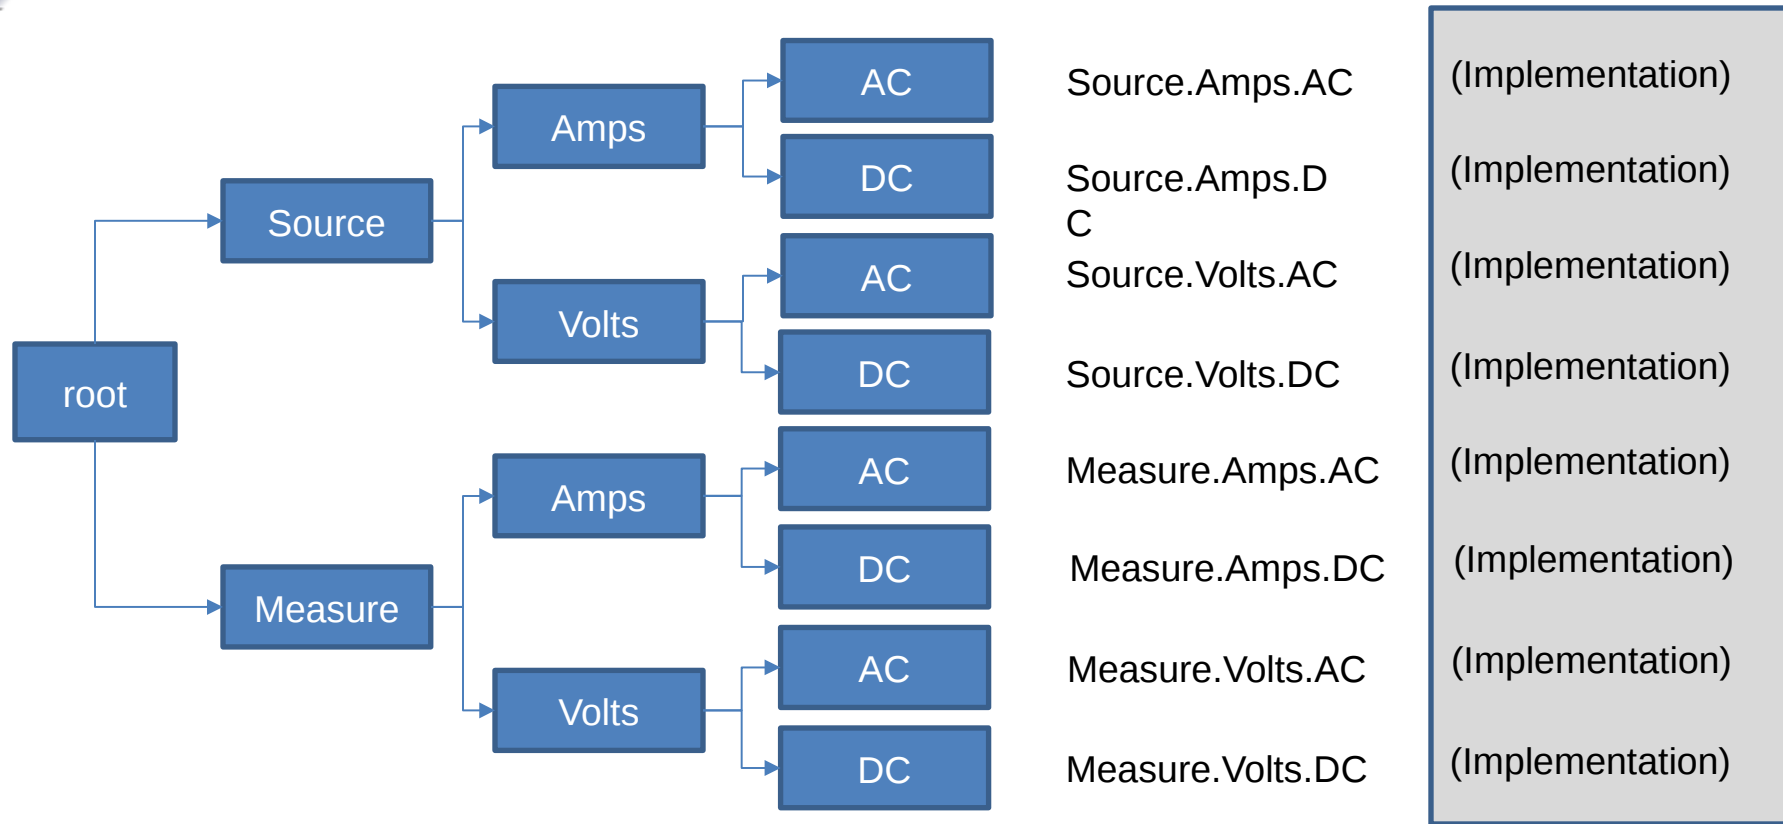 AC
Source.Amps.AC
(Implementation)
Amps
DC
Source.Amps.D
C
(Implementation)
Source
AC
Source.Volts.AC
(Implementation)
Volts
DC
Source.Volts.DC
(Implementation)
root
AC
Measure.Amps.AC
(Implementation)
Amps
DC
Measure.Amps.DC
(Implementation)
Measure
AC
Measure.Volts.AC
(Implementation)
Volts
DC
Measure.Volts.DC
(Implementation)